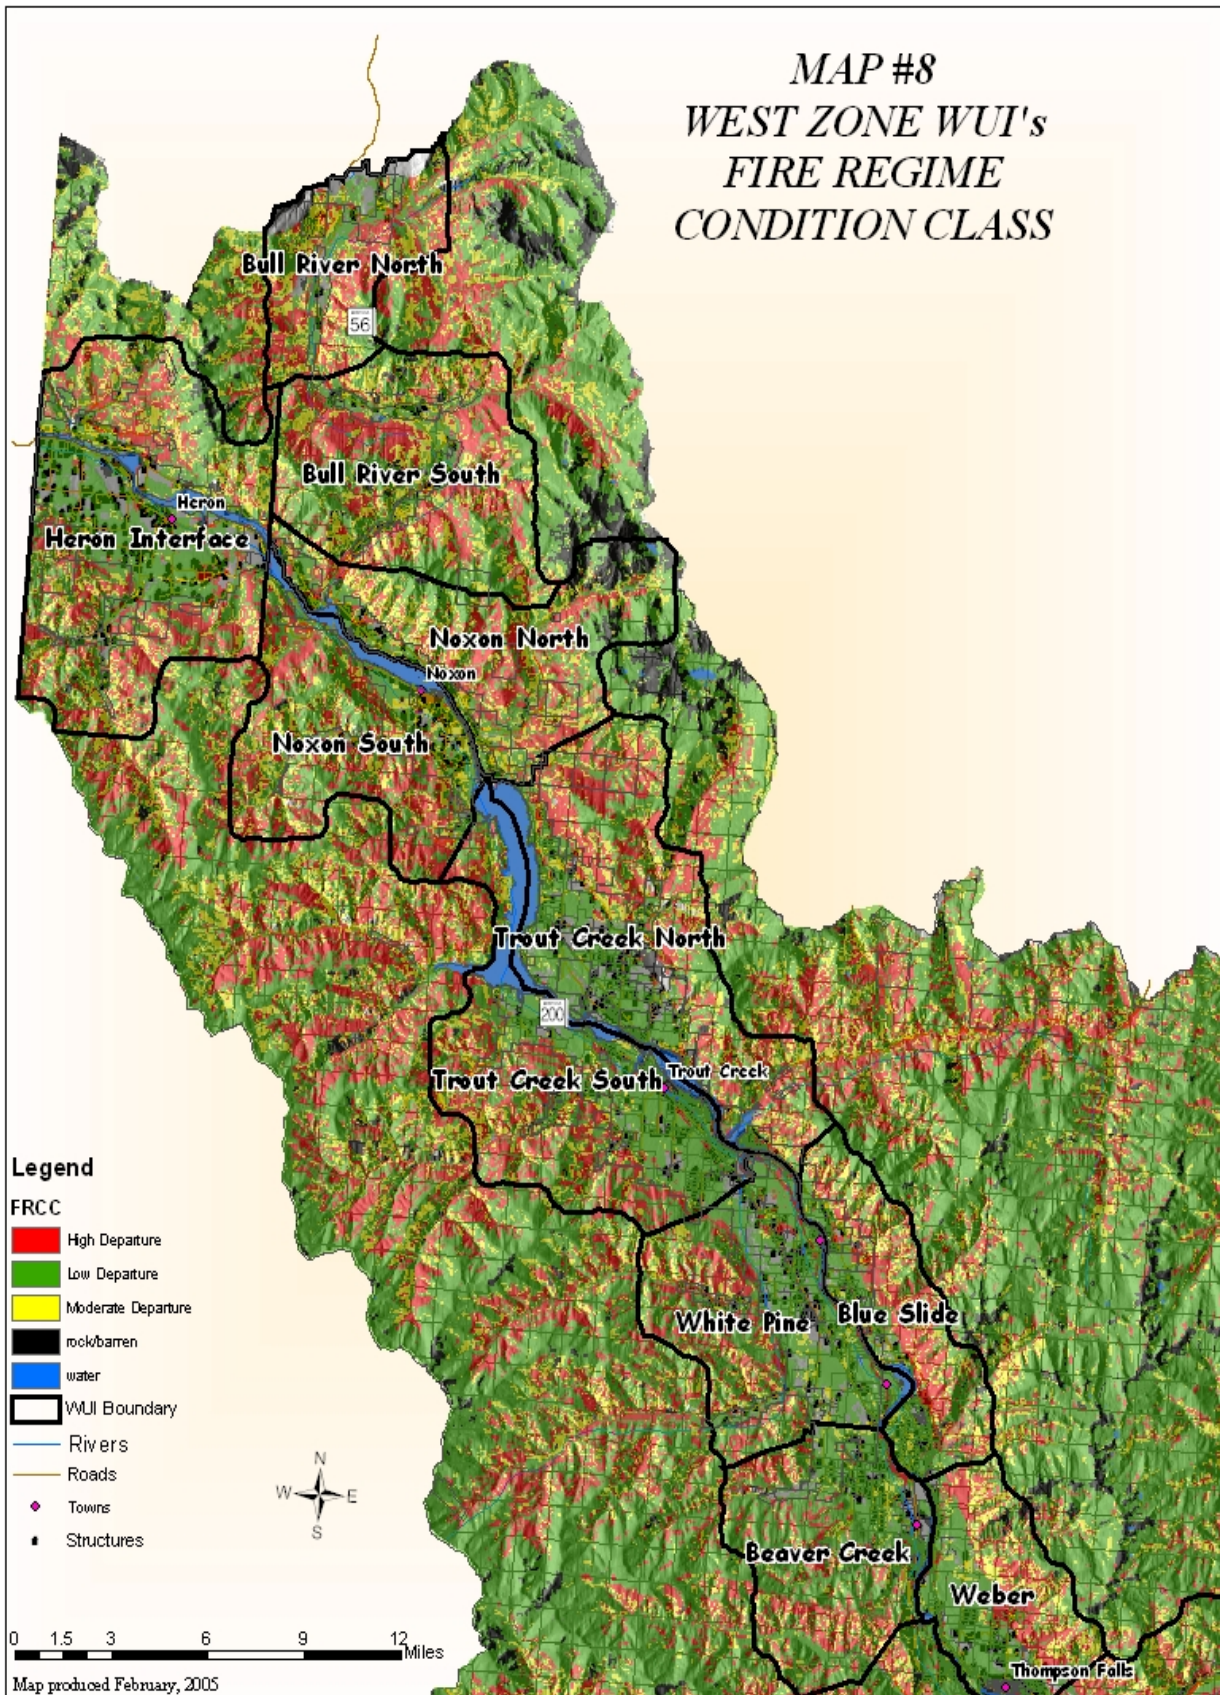 MAP #8
WEST ZONE WUI's
FIRE REGIME
CONDITION CLASS
Bull River North
56
Bull River South
Heron
Heron Interface
Noxon North
Noxon
Noxon South
Trout Creek North
200
Trout Creek South
Trout Creek
White Pine
Blue Slide
Beaver Creek
Weber
Thompson Falls
Legend
FRCC
High Departure
Low Departure
Moderate Departure
rock/barren
water
WUI Boundary
Rivers
Roads
Towns
Structures
N
W E
S
0 1.5 3 6 9 12 Miles
Map produced February, 2005